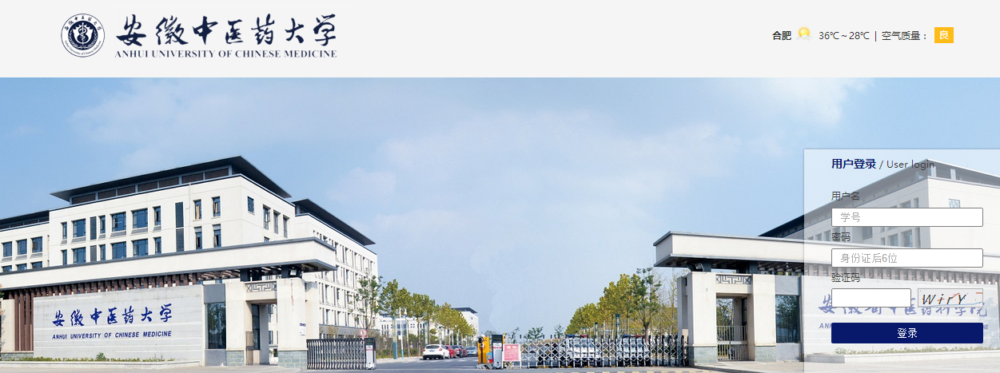 安徽中医药大学
ANHUI UNIVERSITY OF CHINESE MEDICINE
合肥 36℃~28℃ | 空气质量： 良
用户登录 / User login
用户名
学号
密码
身份证后6位
验证码
WirY
登录
安徽中医药大学
ANHUI UNIVERSITY OF CHINESE MEDICINE